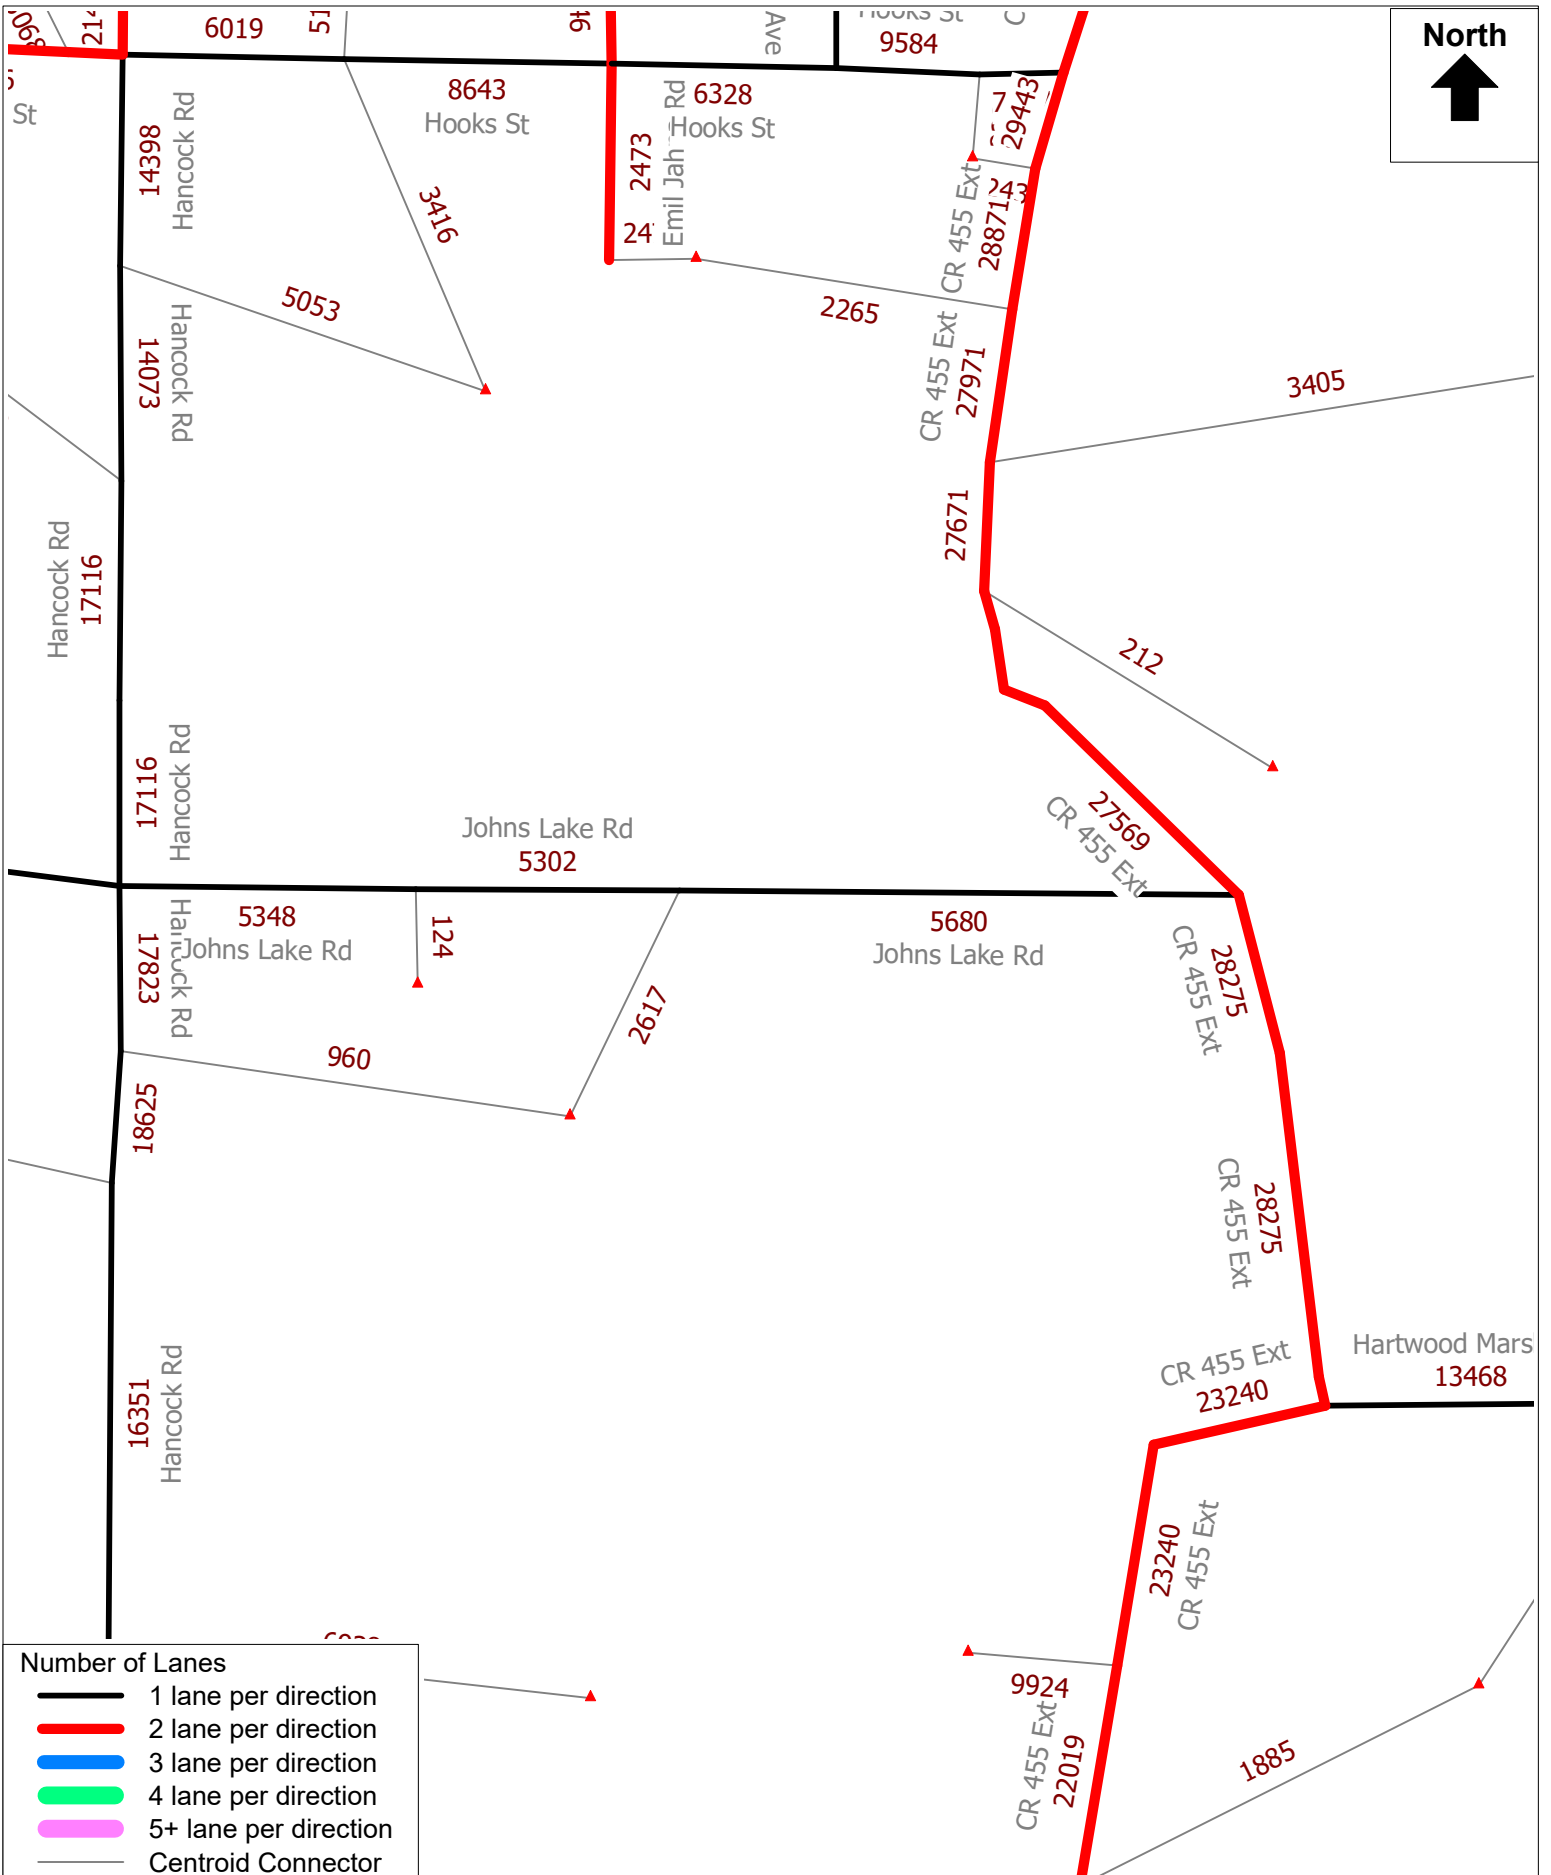 6019
9584
North
St
8643
Hooks St
6328
Hooks St
14398
Hancock Rd
2473
29443
3416
CR 455 Ext
28871
5053
2265
14073
Hancock Rd
CR 455 Ext
27971
3405
27671
Hancock Rd
17116
212
17116
Hancock Rd
Johns Lake Rd
5302
27569
CR 455 Ext
5348
Johns Lake Rd
124
5680
Johns Lake Rd
17823
Hancock Rd
28275
CR 455 Ext
2617
960
18625
28275
CR 455 Ext
CR 455 Ext
23240
Hartwood Mars
13468
16351
Hancock Rd
23240
CR 455 Ext
9924
CR 455 Ext
22019
1885
Number of Lanes
1 lane per direction
2 lane per direction
3 lane per direction
4 lane per direction
5+ lane per direction
Centroid Connector